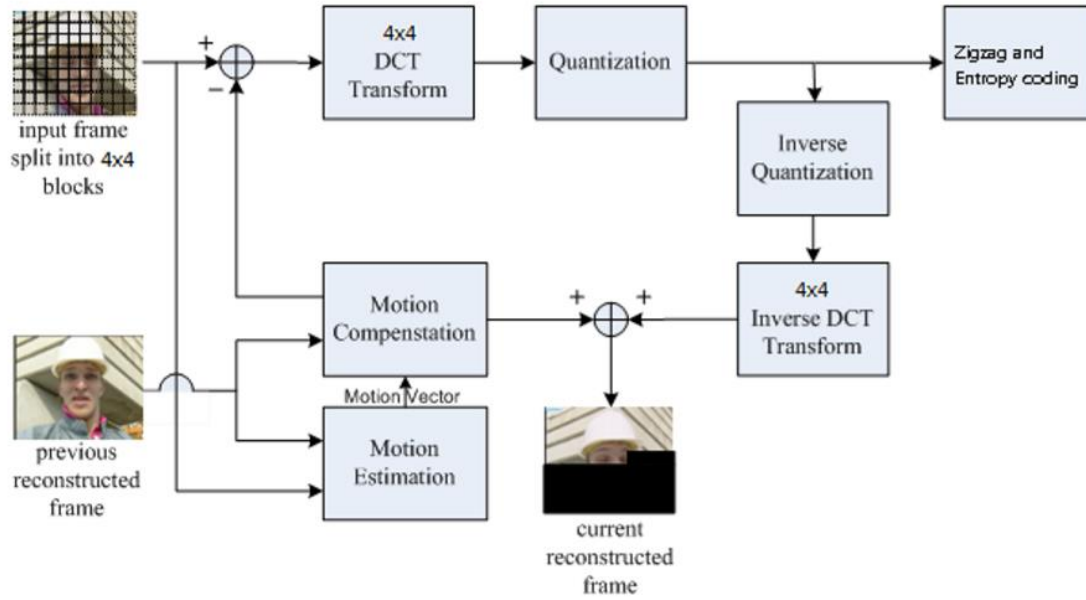 4x4
DCT
Transform
Quantization
Zigzag and
Entropy coding
+
−
input frame
split into 4x4
blocks
Inverse
Quantization
Motion
Compenstation
+
+
4x4
Inverse DCT
Transform
Motion Vector
previous
reconstructed
frame
Motion
Estimation
current
reconstructed
frame